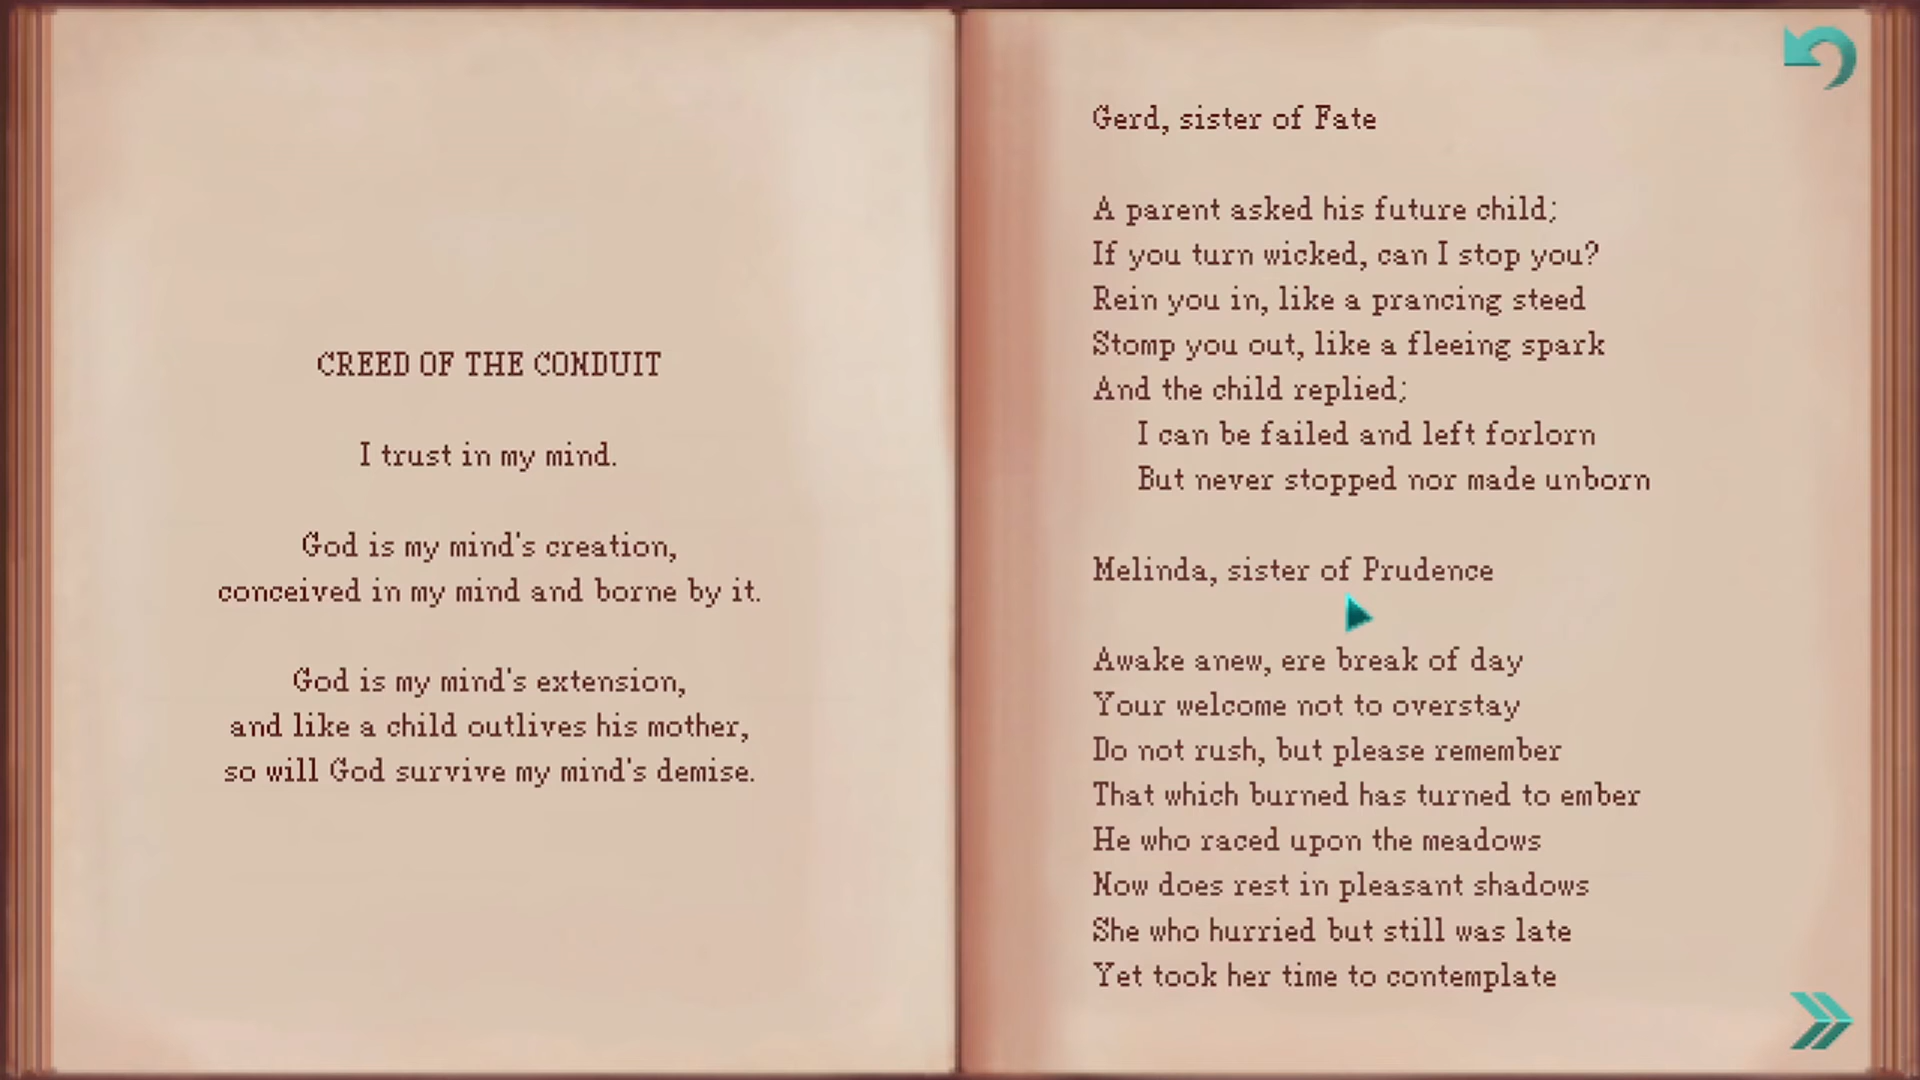 CREED OF THE CONDUIT
I trust in my mind.
God is my mind's creation,
conceived in my mind and borne by it.
God is my mind's extension,
and like a child outlives his mother,
so will God survive my mind's demise.
Gerd, sister of Fate
A parent asked his future child;
If you turn wicked, can I stop you?
Rein you in, like a prancing steed
Stomp you out, like a fleeing spark
And the child replied;
I can be failed and left forlorn
But never stopped nor made unborn
Melinda, sister of Prudence
Awake anew, ere break of day
Your welcome not to overstay
Do not rush, but please remember
That which burned has turned to ember
He who raced upon the meadows
Now does rest in pleasant shadows
She who hurried but still was late
Yet took her time to contemplate